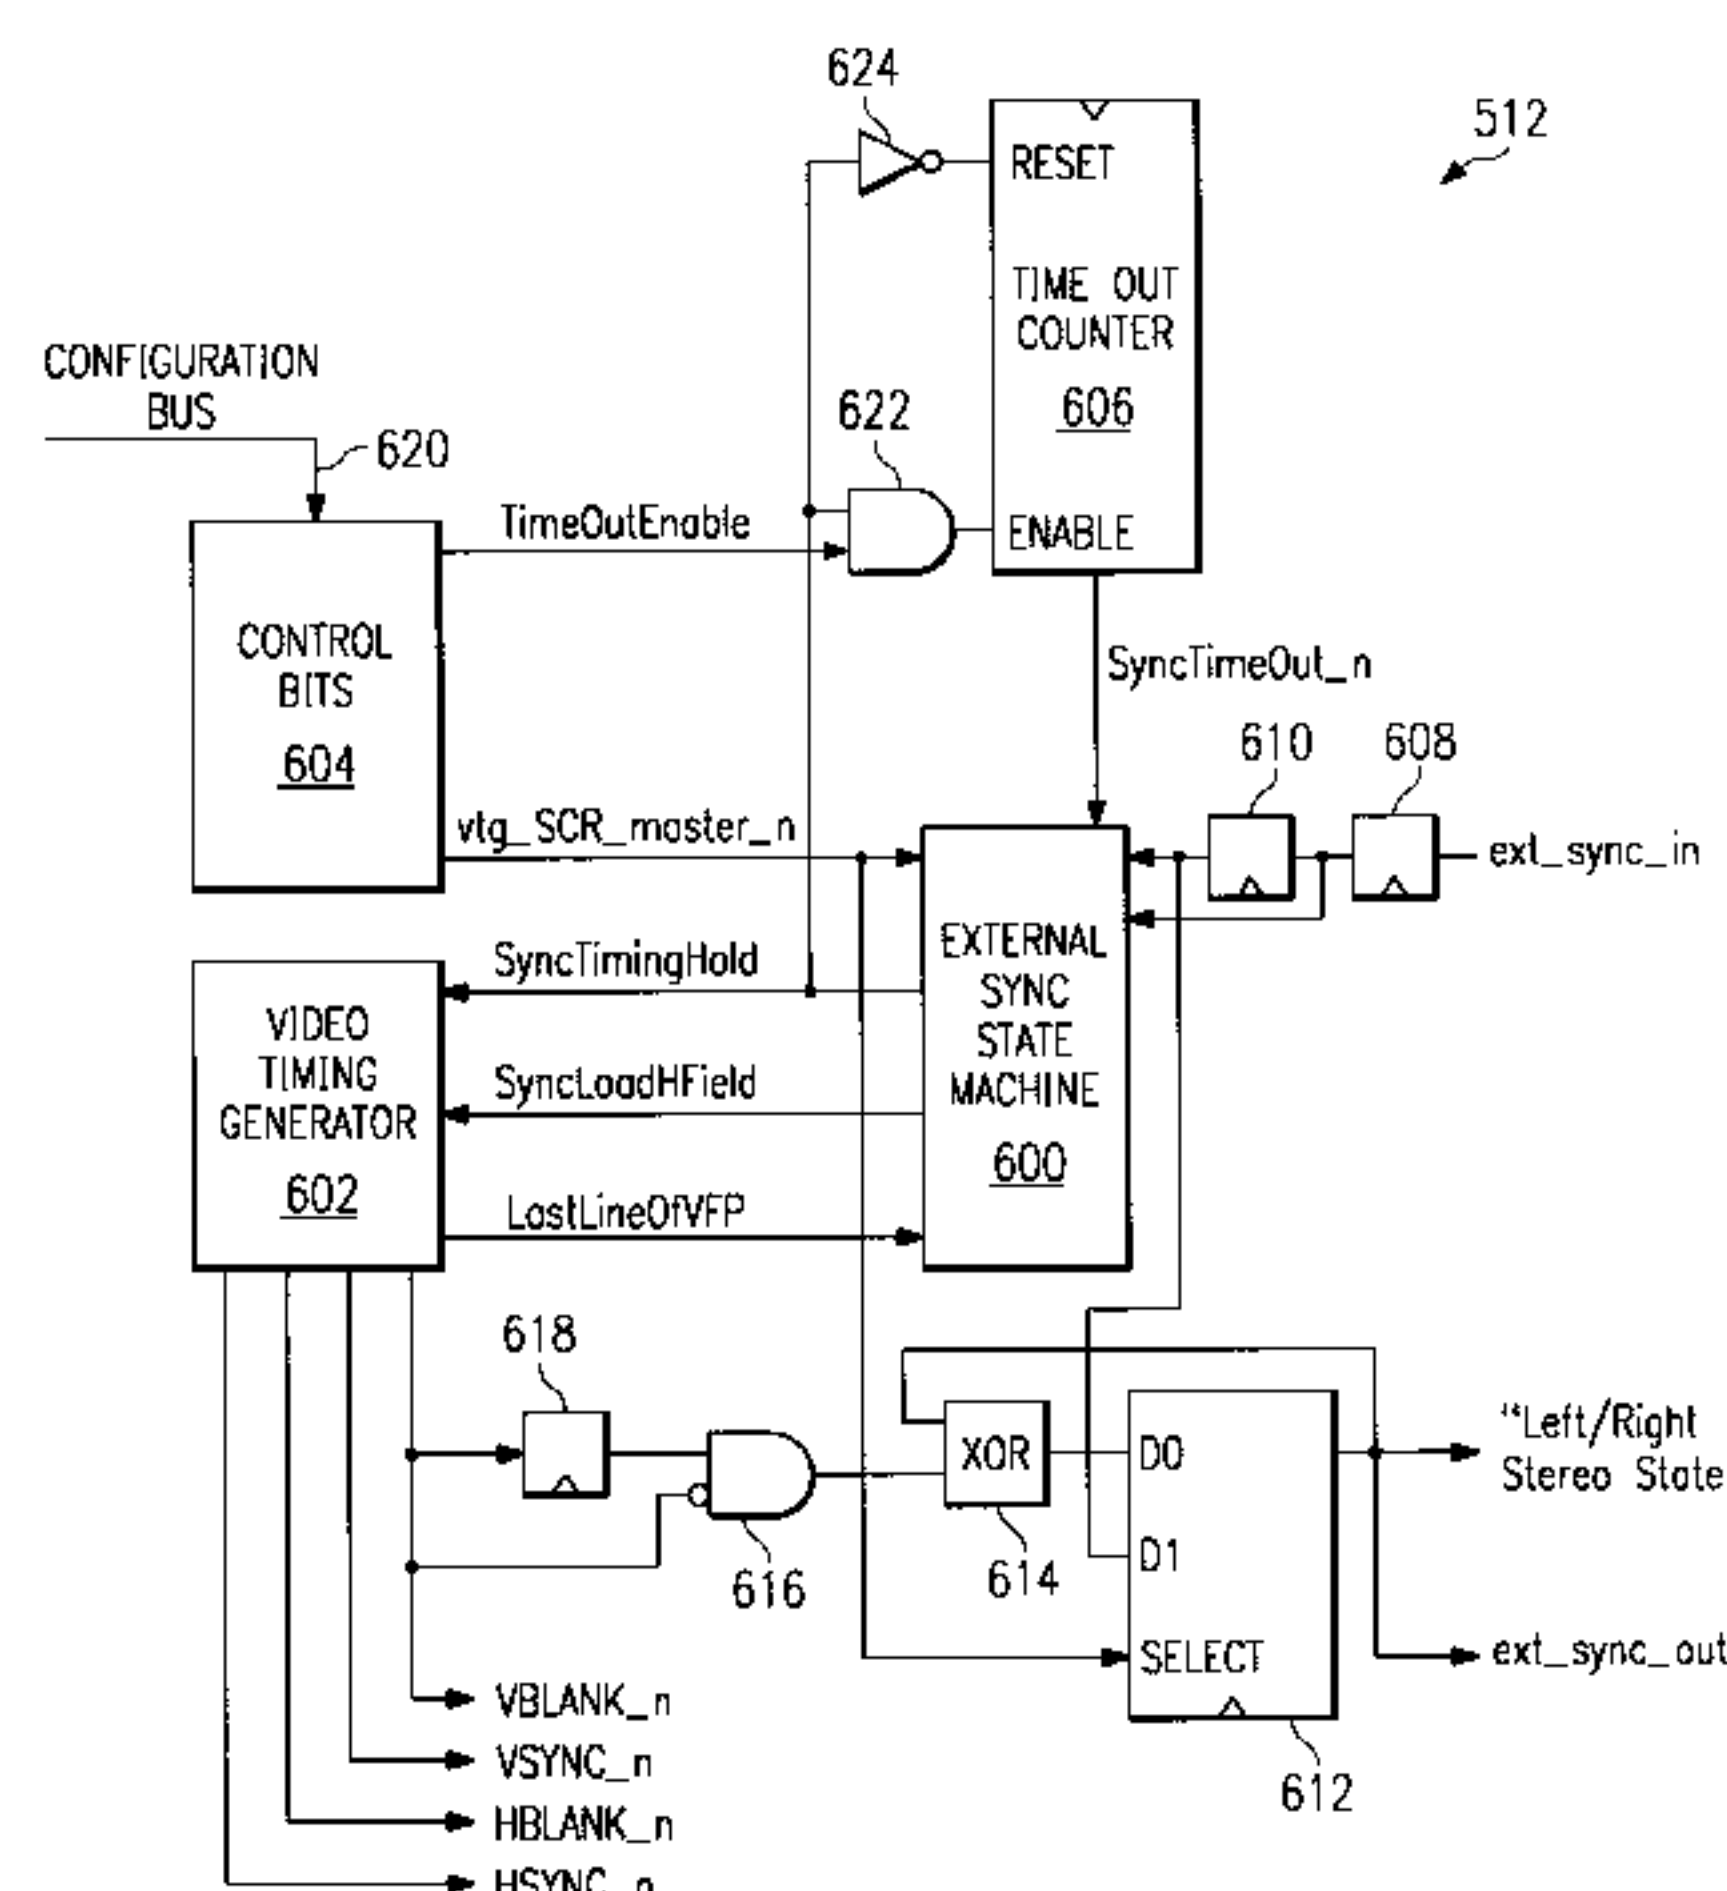 624
512
RESET
TIME OUT
COUNTER
606
CONFIGURATION
BUS
620
622
TimeOutEnable
ENABLE
CONTROL
BITS
604
SyncTimeOut_n
610
608
vtg_SCR_master_n
ext_sync_in
EXTERNAL
SYNC
STATE
MACHINE
600
SyncTimingHold
VIDEO
TIMING
GENERATOR
602
SyncLoadHField
LastLineOfVFP
618
XOR
D0
"Left/Right
Stereo State
D1
616
614
SELECT
ext_sync_out
VBLANK_n
VSYNC_n
612
HBLANK_n
HSYNC_n